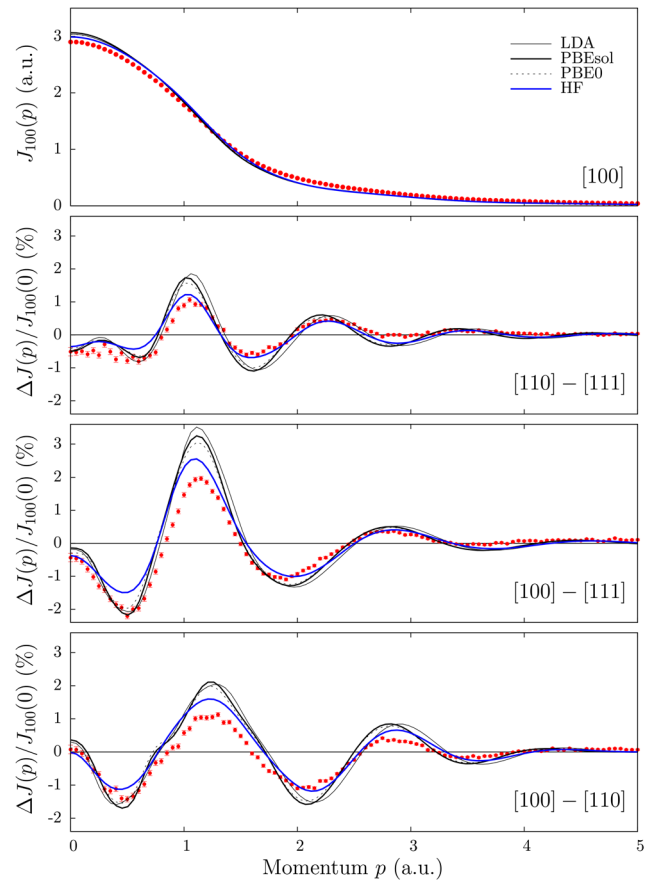 J₁₀₀(p) (a.u.)
3
2
1
0
LDA
PBEsol
PBE0
HF
[100]
ΔJ(p)/J₁₀₀(0) (%)
3
2
1
0
-1
-2
[110] − [111]
ΔJ(p)/J₁₀₀(0) (%)
3
2
1
0
-1
-2
[100] − [111]
ΔJ(p)/J₁₀₀(0) (%)
3
2
1
0
-1
-2
[100] − [110]
0 1 2 3 4 5
Momentum p (a.u.)